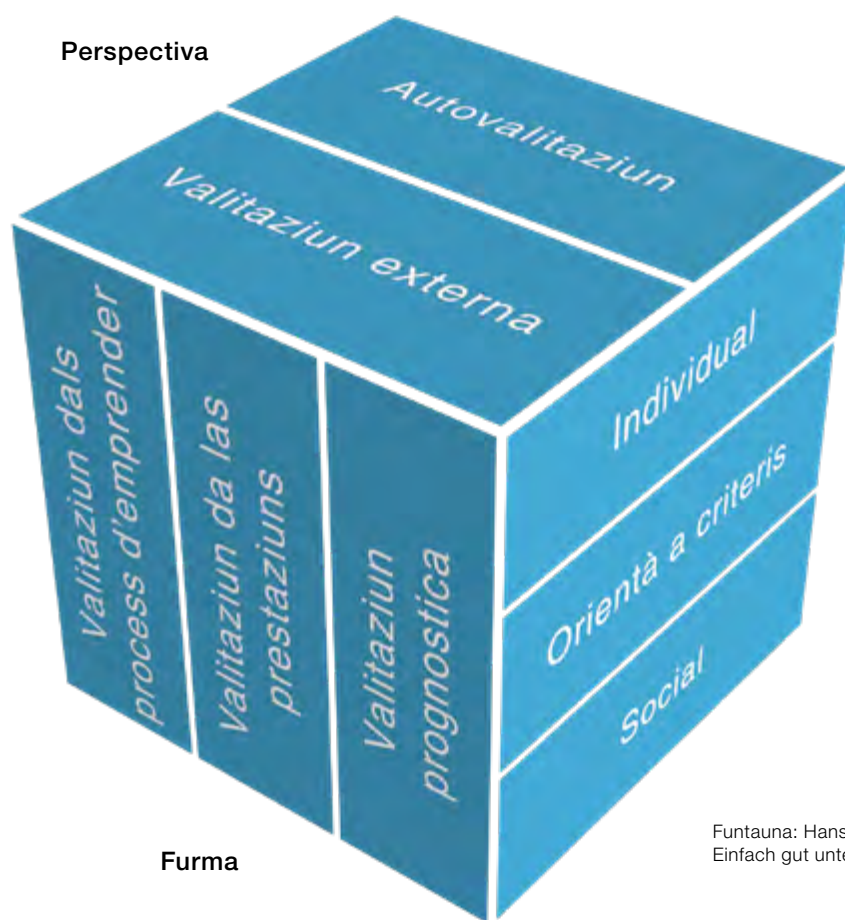 Perspectiva
Autovalitaziun
Valitaziun externa
Valitaziun dals
process d'emprender
Valitaziun da las
prestaziuns
Valitaziun
prognostica
Individual
Orientà a criteris
Social
Furma
Funtauna: Hans
Einfach gut unte